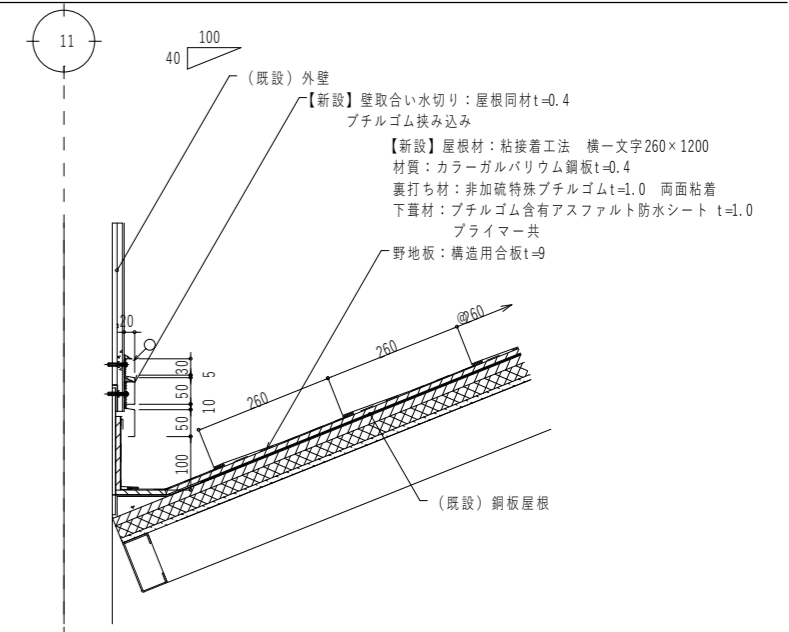 11
100
40
（既設）外壁
【新設】壁取合い水切り：屋根同材t=0.4
ブチルゴム挟み込み
【新設】屋根材：粘接着工法　横一文字260×1200
材質：カラーガルバリウム鋼板t=0.4
裏打ち材：非加硫特殊ブチルゴムt=1.0　両面粘着
下葺材：ブチルゴム含有アスファルト防水シート t=1.0
プライマー共
野地板：構造用合板t=9
20
@260
260
260
30
5
50
10
50
100
（既設）銅板屋根